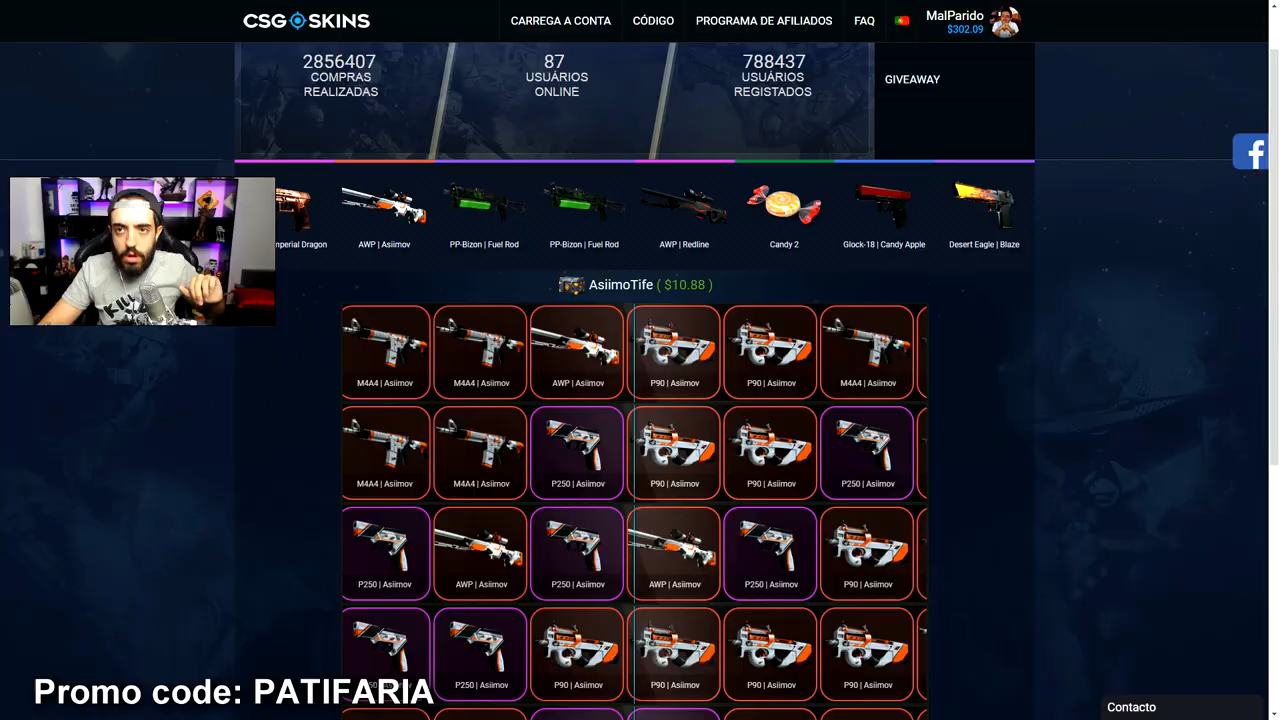 CSG SKINS
CARREGA A CONTA
CÓDIGO
PROGRAMA DE AFILIADOS
FAQ
MalParido
$302.09
2856407
COMPRAS
REALIZADAS
87
USUÁRIOS
ONLINE
788437
USUÁRIOS
REGISTADOS
GIVEAWAY
mperial Dragon
AWP | Asiimov
PP-Bizon | Fuel Rod
PP-Bizon | Fuel Rod
AWP | Redline
Candy 2
Glock-18 | Candy Apple
Desert Eagle | Blaze
AsiimoTife ( $10.88 )
M4A4 | Asiimov
M4A4 | Asiimov
AWP | Asiimov
P90 | Asiimov
P90 | Asiimov
M4A4 | Asiimov
M4A4 | Asiimov
M4A4 | Asiimov
P250 | Asiimov
P90 | Asiimov
P90 | Asiimov
P250 | Asiimov
P250 | Asiimov
AWP | Asiimov
P250 | Asiimov
AWP | Asiimov
P250 | Asiimov
P90 | Asiimov
Asiimov
P250 | Asiimov
P90 | Asiimov
P90 | Asiimov
P90 | Asiimov
P90 | Asiimov
Promo code: PATIFARIA
Contacto